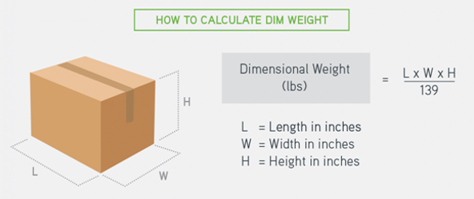 HOW TO CALCULATE DIM WEIGHT
Dimensional Weight
(lbs)
= L x W x H
139
H
L
W
L = Length in inches
W = Width in inches
H = Height in inches